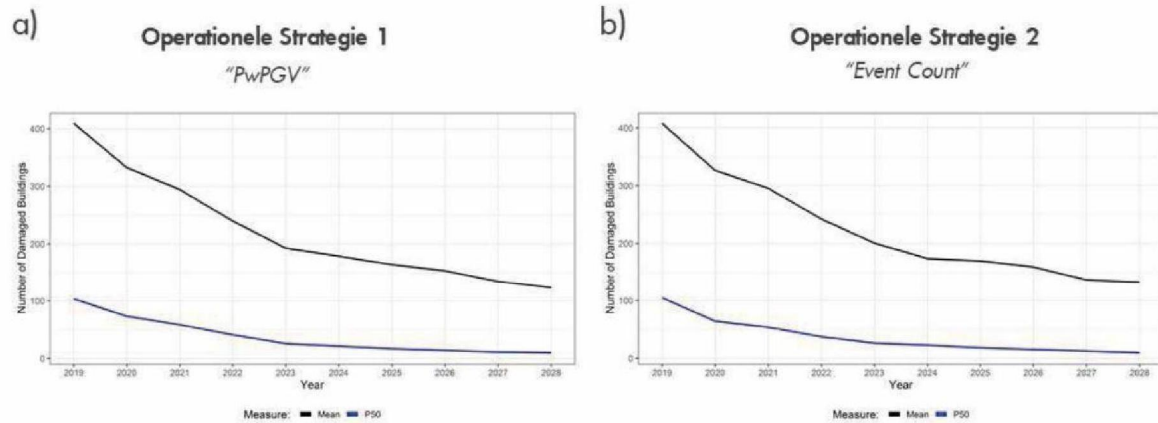 a)
Operationele Strategie 1
"PwPGV"
Number of Damaged Buildings
400
300
200
100
0
2019 2020 2021 2022 2023 2024 2025 2026 2027 2028
Year
Measure: Mean P50
b)
Operationele Strategie 2
"Event Count"
Number of Damaged Buildings
400
300
200
100
0
2019 2020 2021 2022 2023 2024 2025 2026 2027 2028
Year
Measure: Mean P50